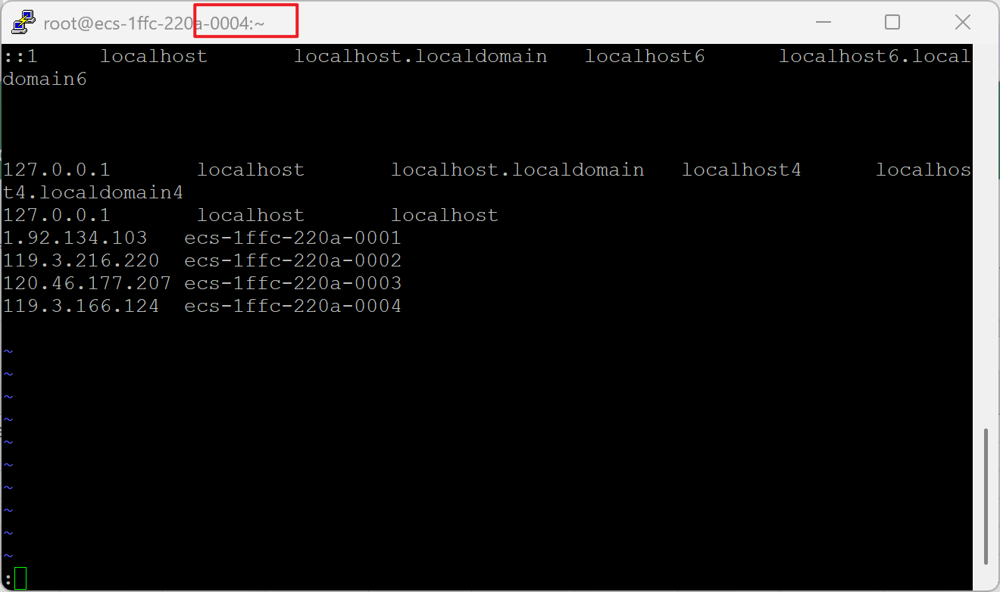 root@ecs-1ffc-220a-0004:~
::1     localhost       localhost.localdomain   localhost6      localhost6.local
domain6
127.0.0.1       localhost       localhost.localdomain   localhost4      localhos
t4.localdomain4
127.0.0.1       localhost       localhost
1.92.134.103   ecs-1ffc-220a-0001
119.3.216.220  ecs-1ffc-220a-0002
120.46.177.207 ecs-1ffc-220a-0003
119.3.166.124  ecs-1ffc-220a-0004
~
~
~
~
~
~
~
~
~
~
: